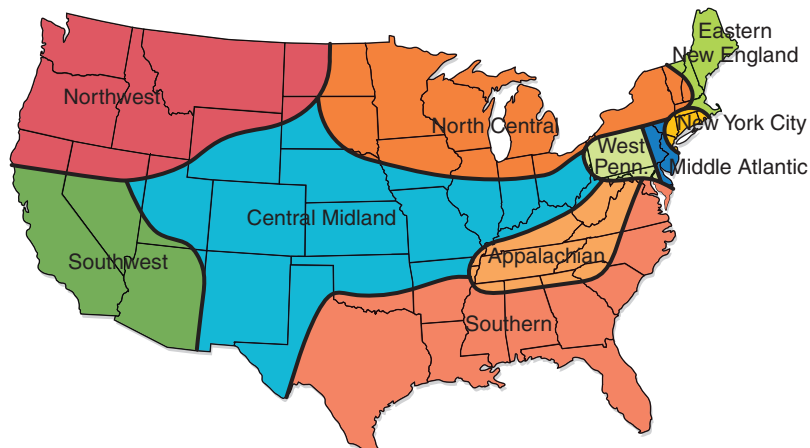 Eastern
New England
Northwest
North Central
New York City
West
Penn.
Middle Atlantic
Central Midland
Southwest
Appalachian
Southern